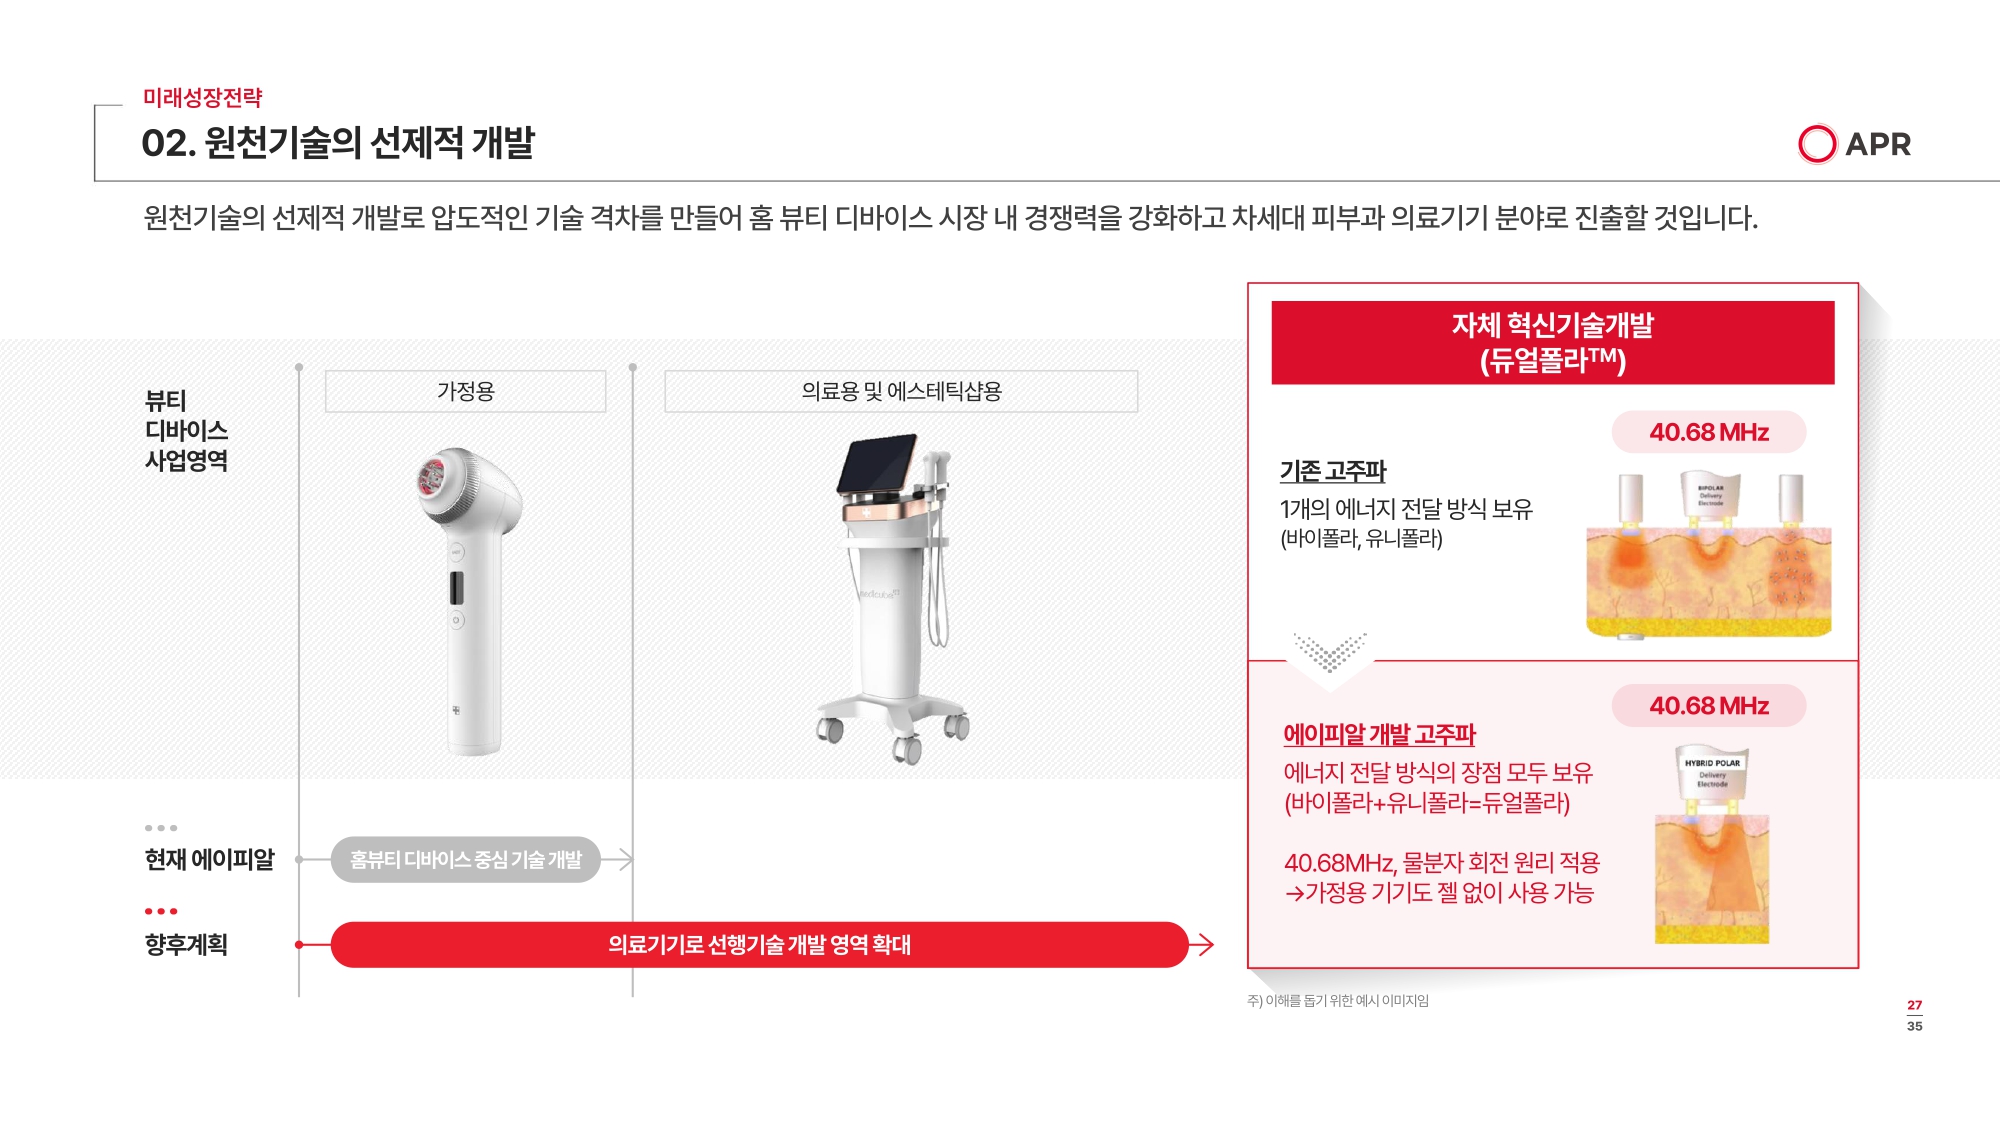 미래성장전략
02. 원천기술의 선제적 개발
APR
원천기술의 선제적 개발로 압도적인 기술 격차를 만들어 홈 뷰티 디바이스 시장 내 경쟁력을 강화하고 차세대 피부과 의료기기 분야로 진출할 것입니다.
뷰티
디바이스
사업영역
가정용
의료용 및 에스테틱샵용
medicube
현재 에이피알
홈뷰티 디바이스 중심 기술 개발
향후계획
의료기기로 선행기술 개발 영역 확대
자체 혁신기술개발
(듀얼폴라™)
40.68 MHz
기존 고주파
1개의 에너지 전달 방식 보유
(바이폴라, 유니폴라)
BIPOLAR
Delivery
Electrode
40.68 MHz
에이피알 개발 고주파
에너지 전달 방식의 장점 모두 보유
(바이폴라+유니폴라=듀얼폴라)
40.68MHz, 물분자 회전 원리 적용
→가정용 기기도 젤 없이 사용 가능
HYBRID POLAR
Delivery
Electrode
주) 이해를 돕기 위한 예시 이미지임
27
35